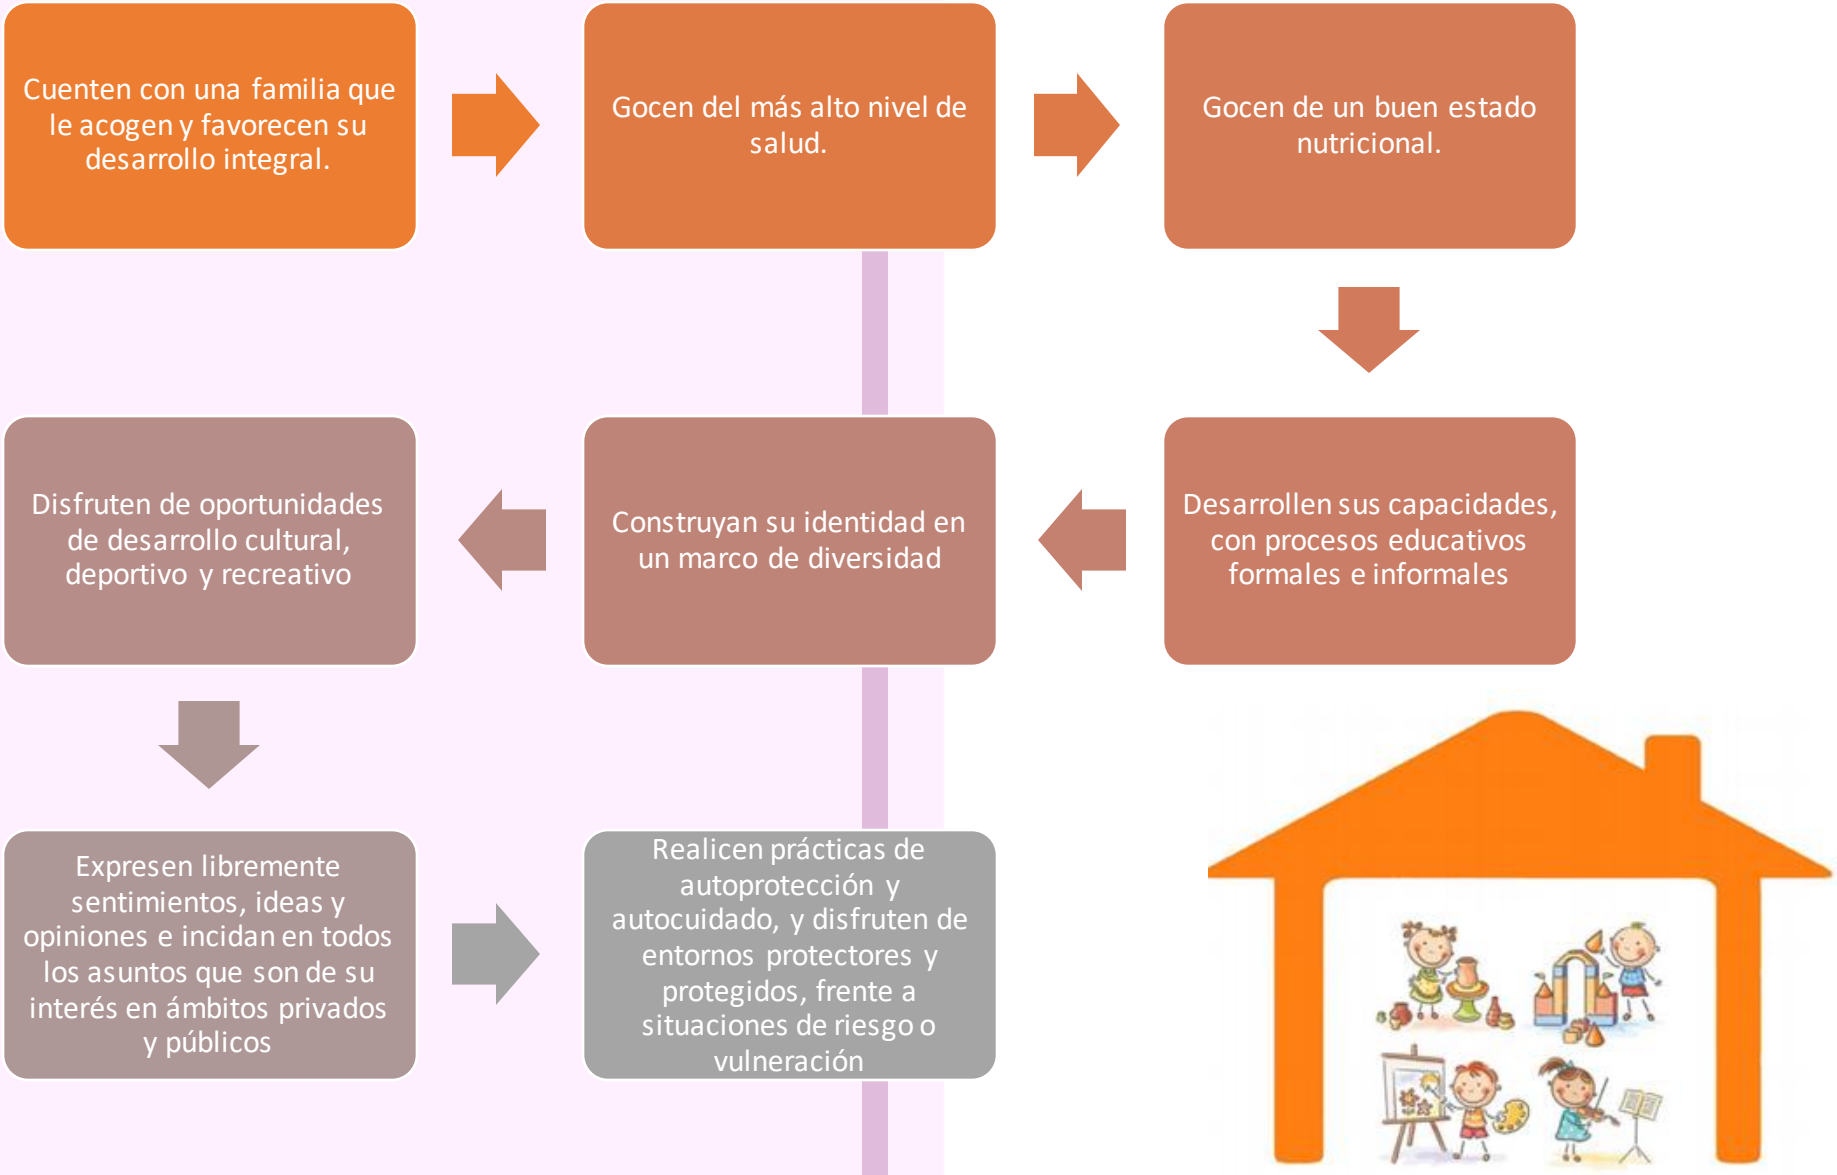 Cuenten con una familia que
le acogen y favorecen su
desarrollo integral.
Gocen del más alto nivel de
salud.
Gocen de un buen estado
nutricional.
Desarrollen sus capacidades,
con procesos educativos
formales e informales
Construyan su identidad en
un marco de diversidad
Disfruten de oportunidades
de desarrollo cultural,
deportivo y recreativo
Expresen libremente
sentimientos, ideas y
opiniones e incidan en todos
los asuntos que son de su
interés en ámbitos privados
y públicos
Realicen prácticas de
autoprotección y
autocuidado, y disfruten de
entornos protectores y
protegidos, frente a
situaciones de riesgo o
vulneración